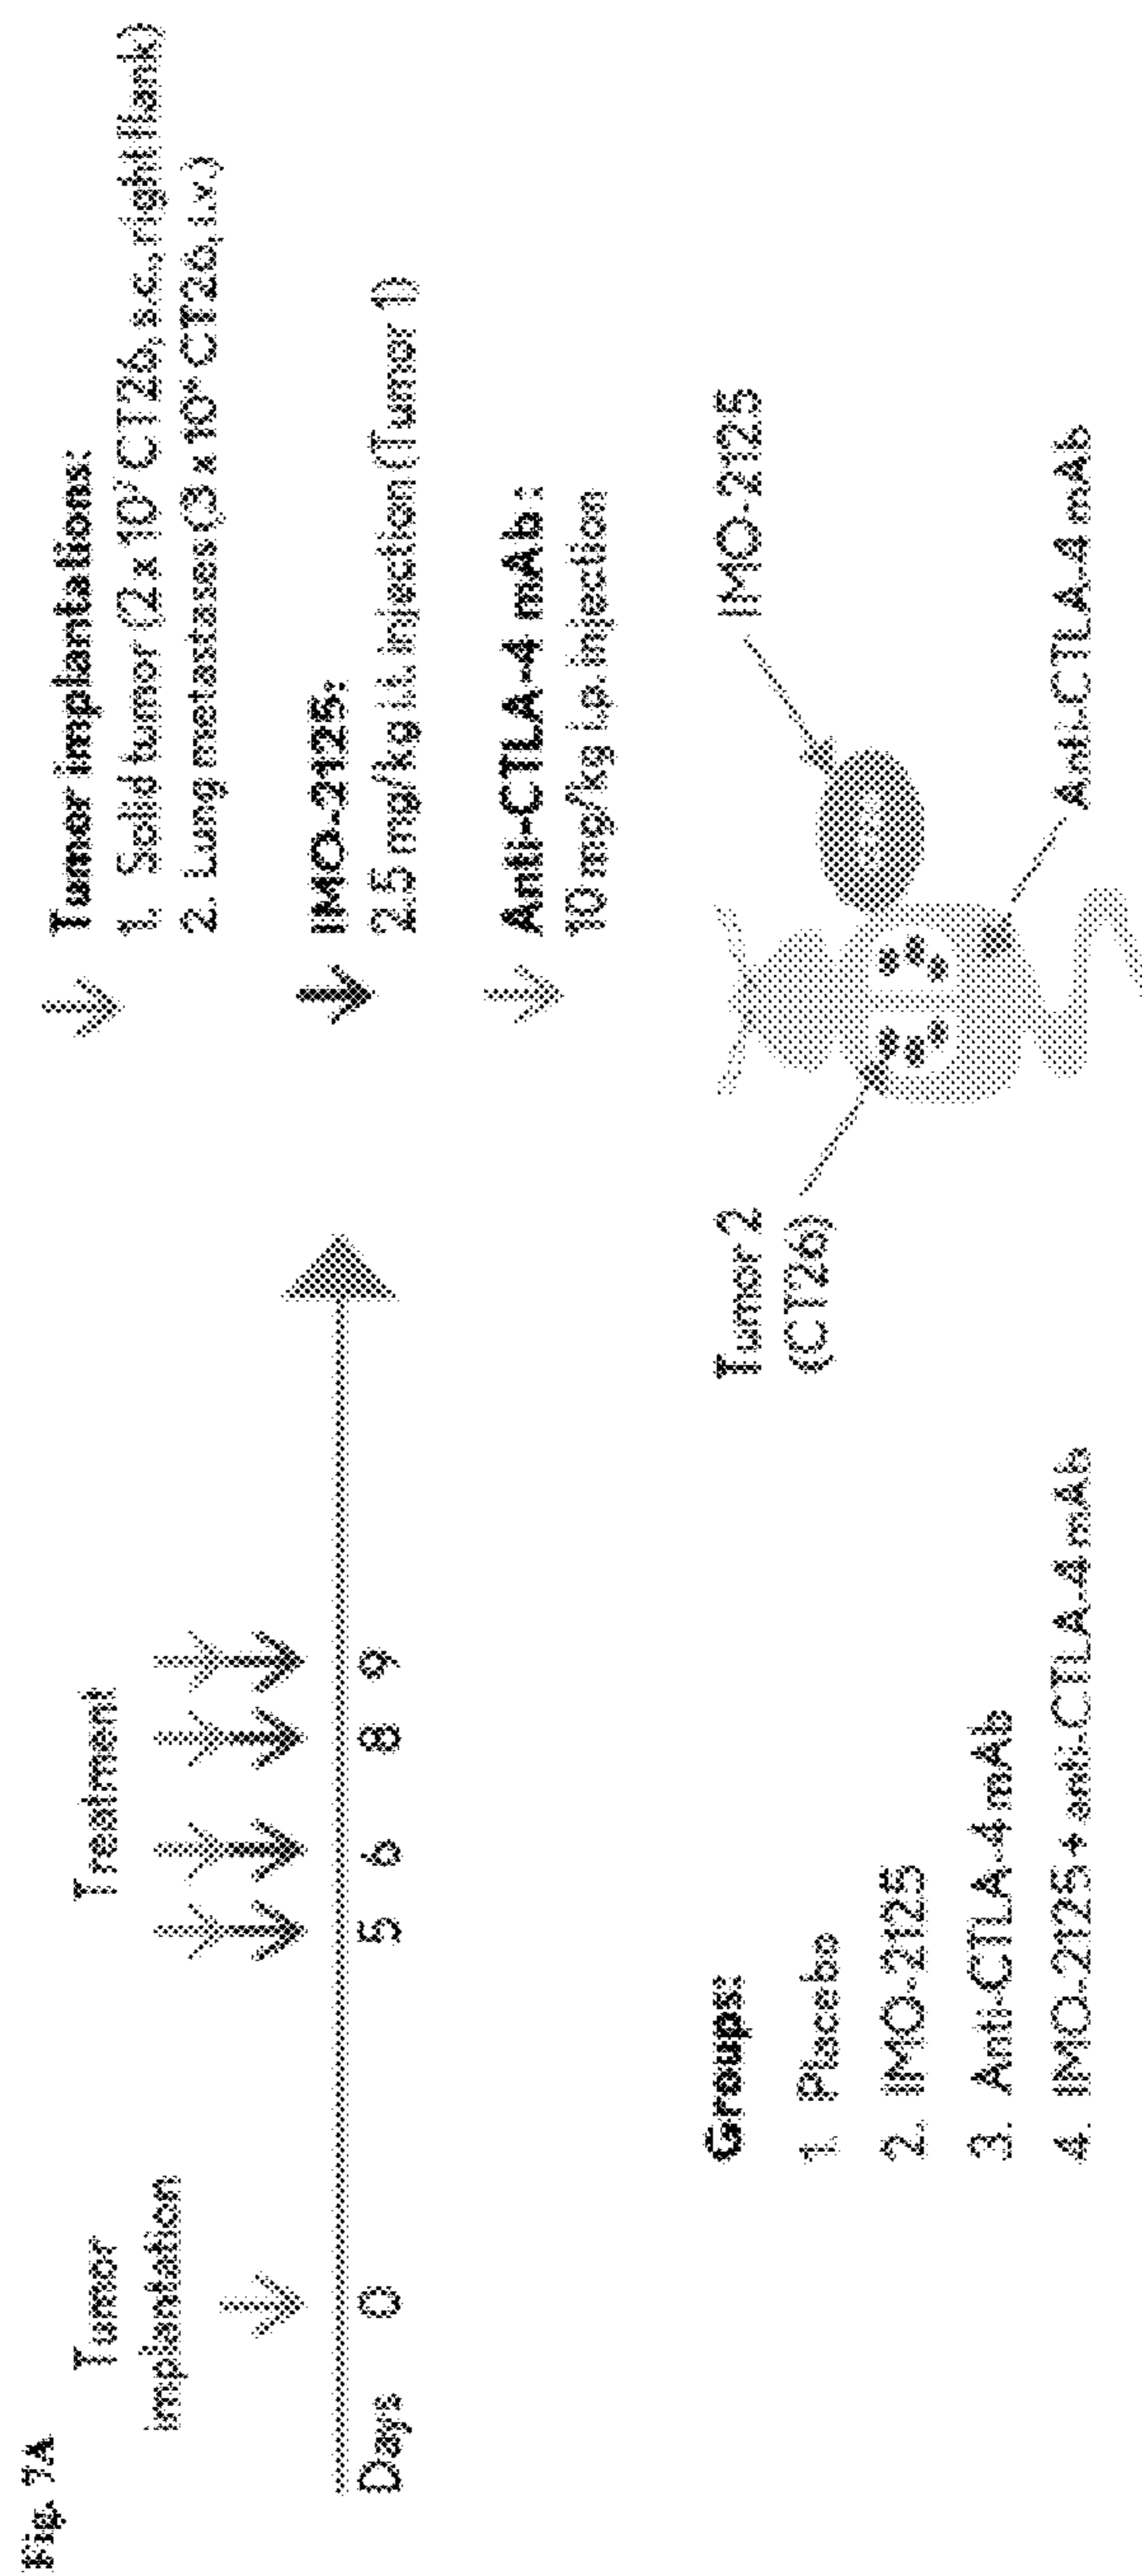 Fig. 7A
Tumor
implantation
Treatment
Days
0
5
6
8
9
Tumor implantations:
1. Solid tumor (2 x 10⁷ CT26, s.c., right flank)
2. Lung metastases (3 x 10⁶ CT26, i.v.)
IMO-2125:
2.5 mg/kg i.t. injection (Tumor 1)
Anti-CTLA-4 mAb:
10 mg/kg i.p. injection
Groups:
1. Placebo
2. IMO-2125
3. Anti-CTLA-4 mAb
4. IMO-2125 + anti-CTLA-4 mAb
Tumor 2
(CT26)
IMO-2125
Anti-CTLA-4 mAb